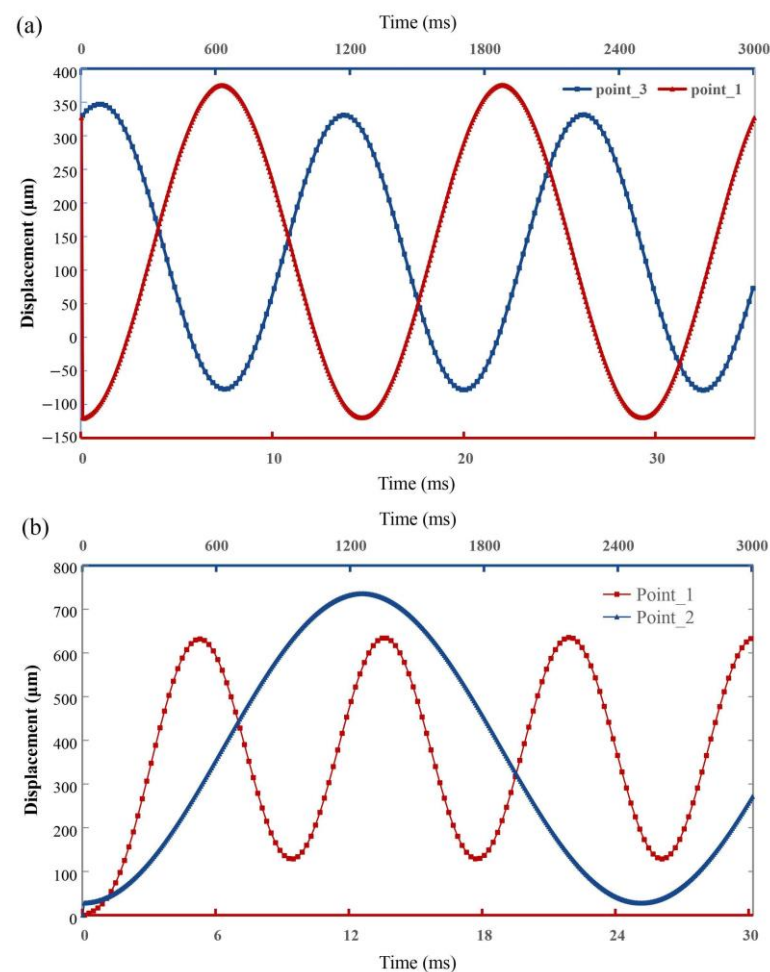 (a)
Time (ms)
0 600 1200 1800 2400 3000
400
350
300
250
200
150
100
50
0
−50
−100
−150
Displacement (µm)
point_3 point_1
0 10 20 30
Time (ms)
(b)
Time (ms)
0 600 1200 1800 2400 3000
800
700
600
500
400
300
200
100
0
Displacement (µm)
Point_1
Point_2
0 6 12 18 24 30
Time (ms)